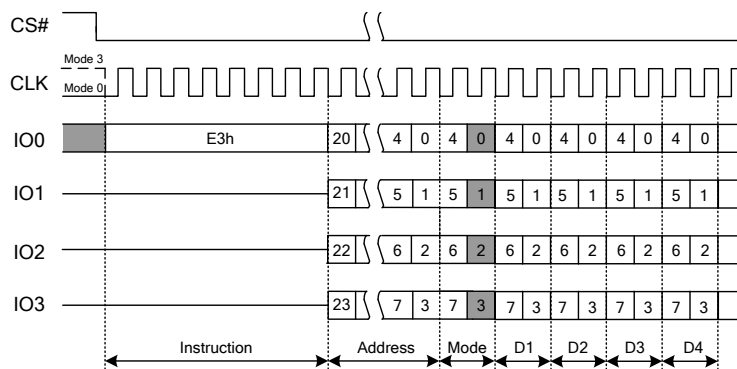 CS#
Mode 3
CLK
Mode 0
IO0 E3h 20 4 0 4 0 4 0 4 0 4 0 4 0
IO1 21 5 1 5 1 5 1 5 1 5 1 5 1
IO2 22 6 2 6 2 6 2 6 2 6 2 6 2
IO3 23 7 3 7 3 7 3 7 3 7 3 7 3
Instruction Address Mode D1 D2 D3 D4